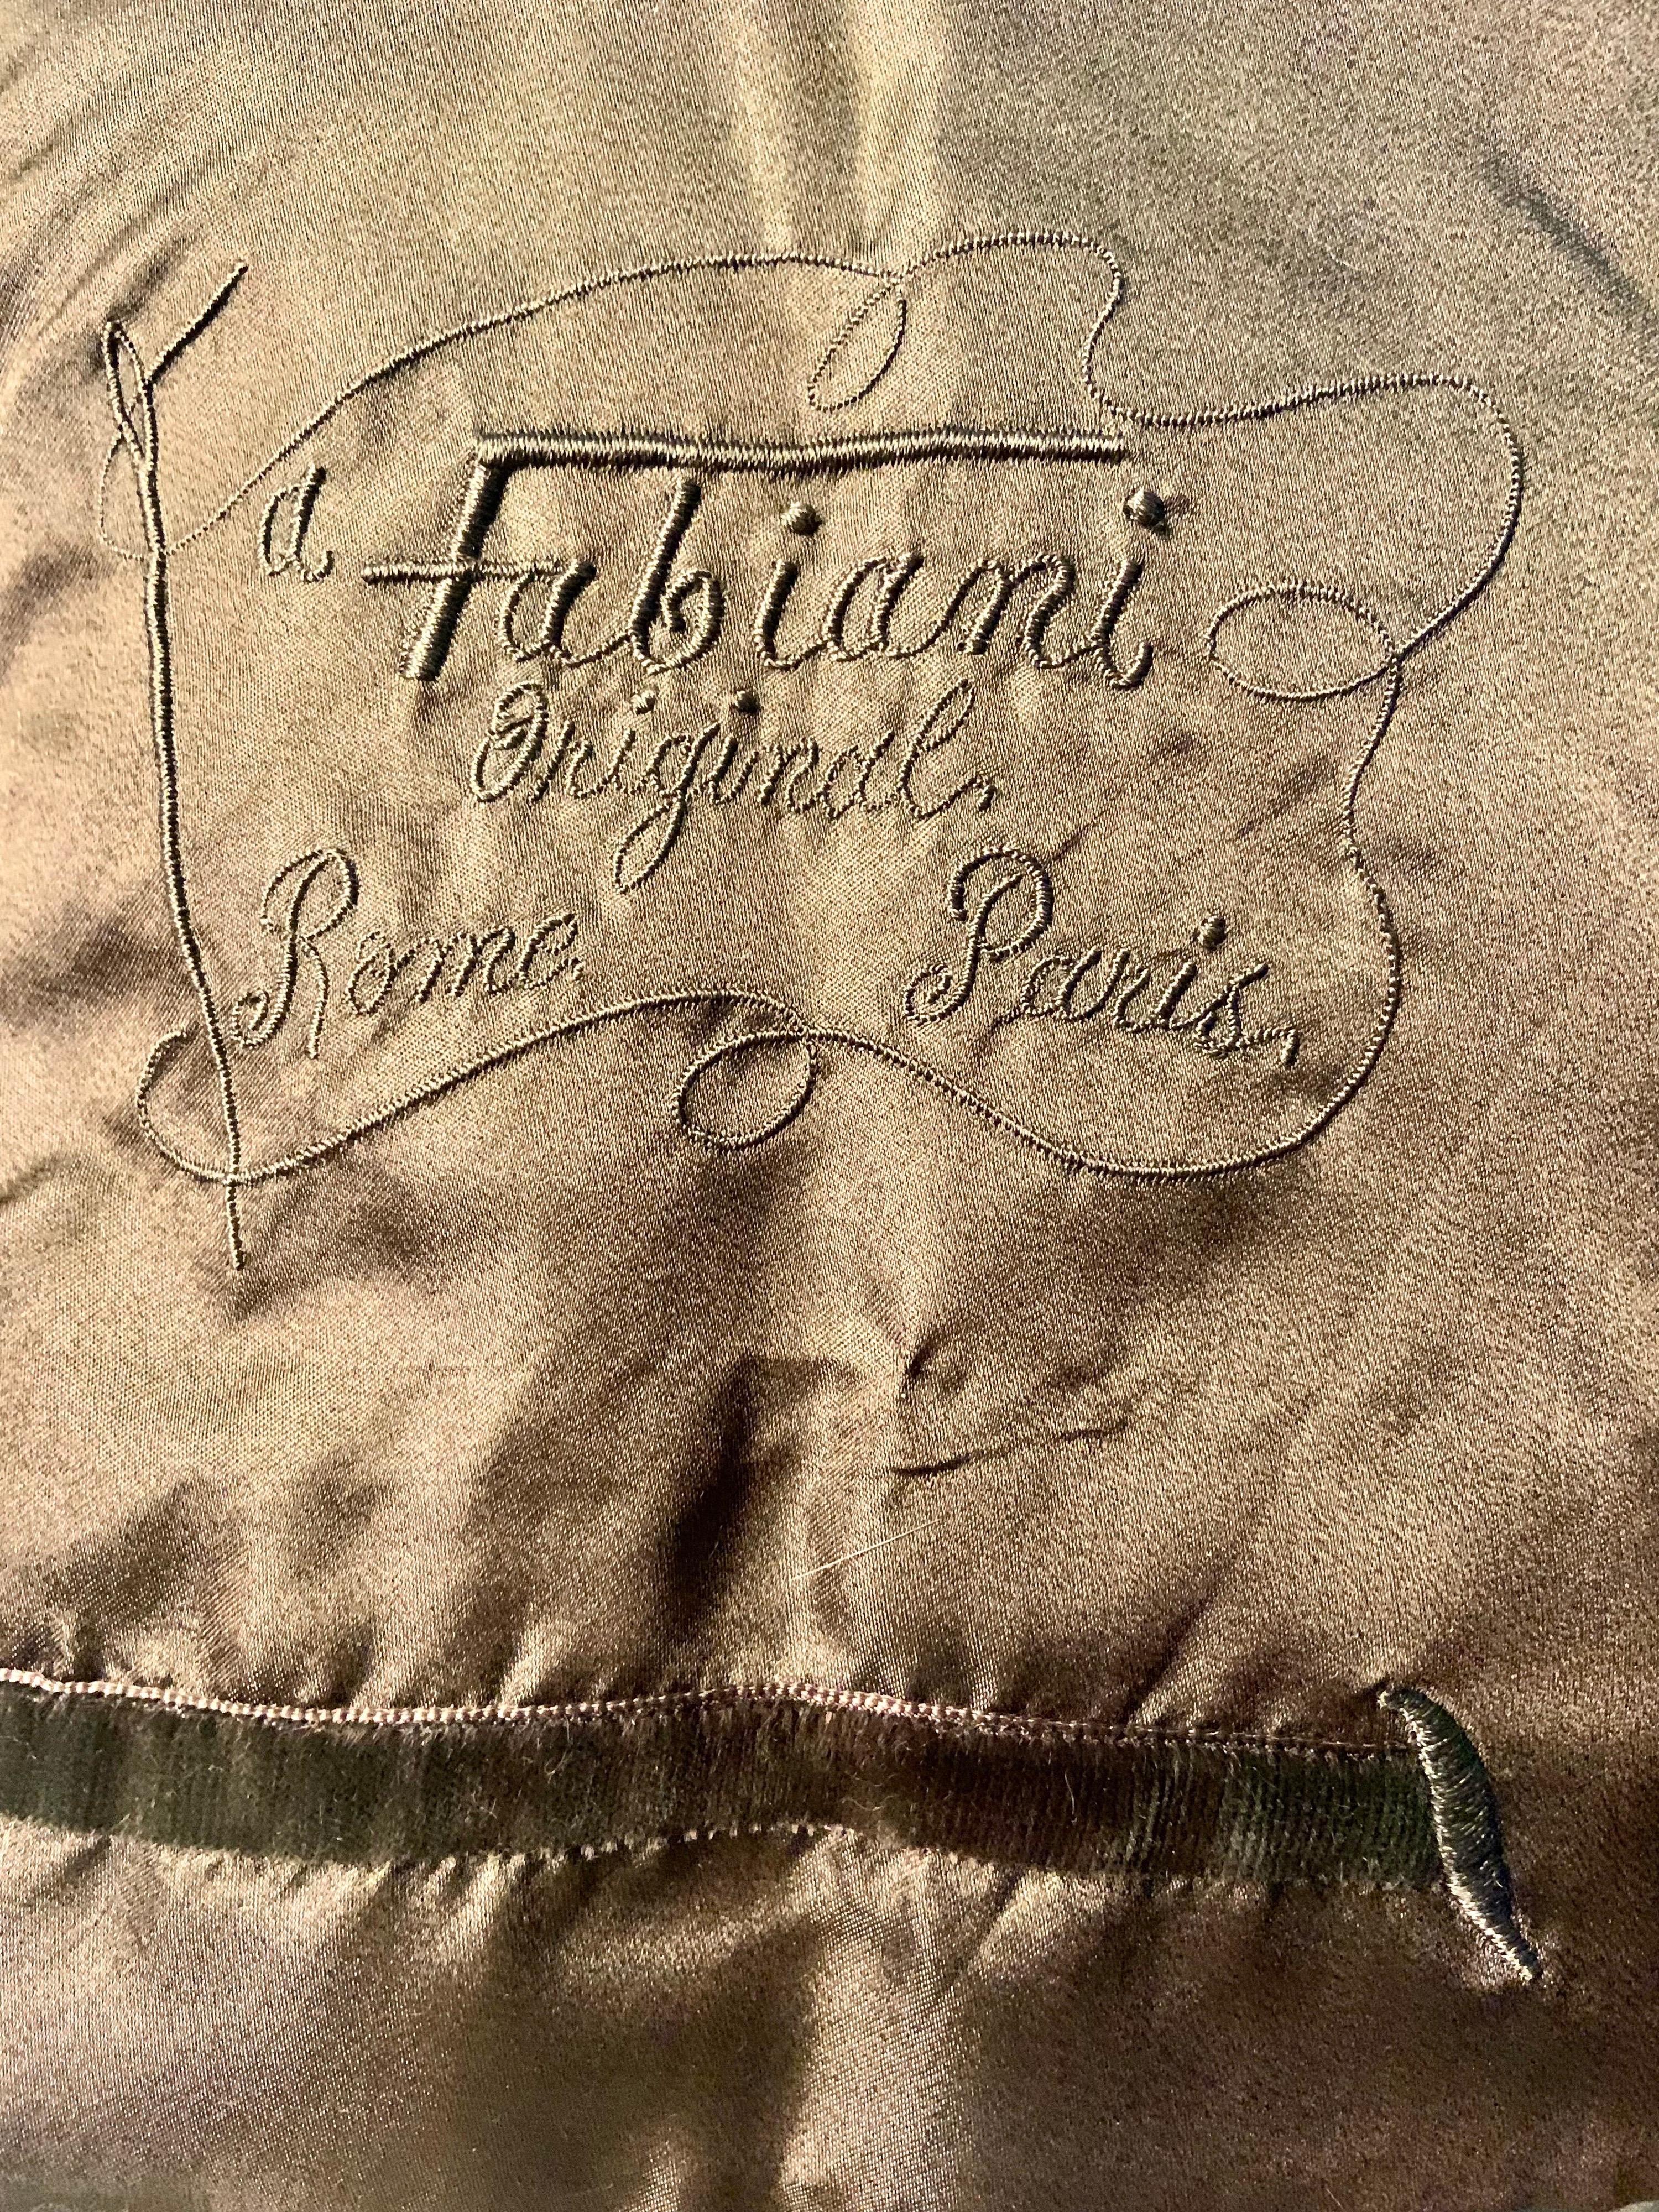 a Fabiani
Original,
Rome. Paris,